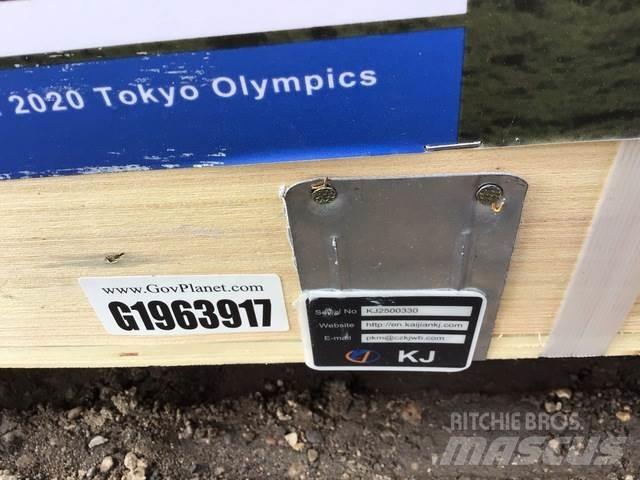 2020 Tokyo Olympics
www.GovPlanet.com
G1963917
Serial No KJ2500330
Website http://en.kaijiankj.com
E-mail pkm@czkjwh.com
KJ
RITCHIE BROS.
MASCUS